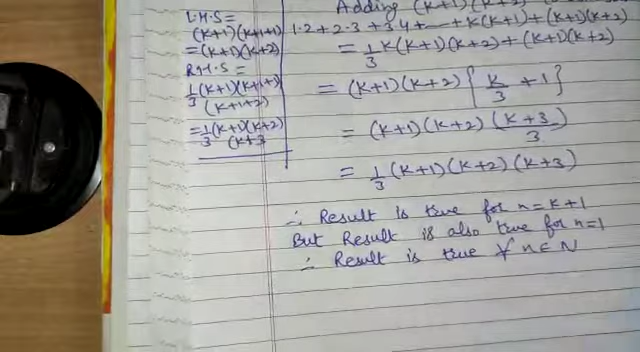 L.H.S =
(K+1)(K+1+1)
=(K+1)(K+2)
R.H.S =
1/3 (K+1)(K+1+1)
(K+1+2)
= 1/3 (K+1)(K+2)
(K+3
Adding (K+1)(K+2)
1·2+2·3+3·4+---+K(K+1)+(K+1)(K+2)
= 1/3 K(K+1)(K+2)+(K+1)(K+2)
= (K+1)(K+2) { K/3 + 1 }
= (K+1)(K+2) (K+3)/3
= 1/3 (K+1)(K+2)(K+3)
∴ Result is true for n=K+1
But Result is also true for n=1
∴ Result is true ∀ n∈N